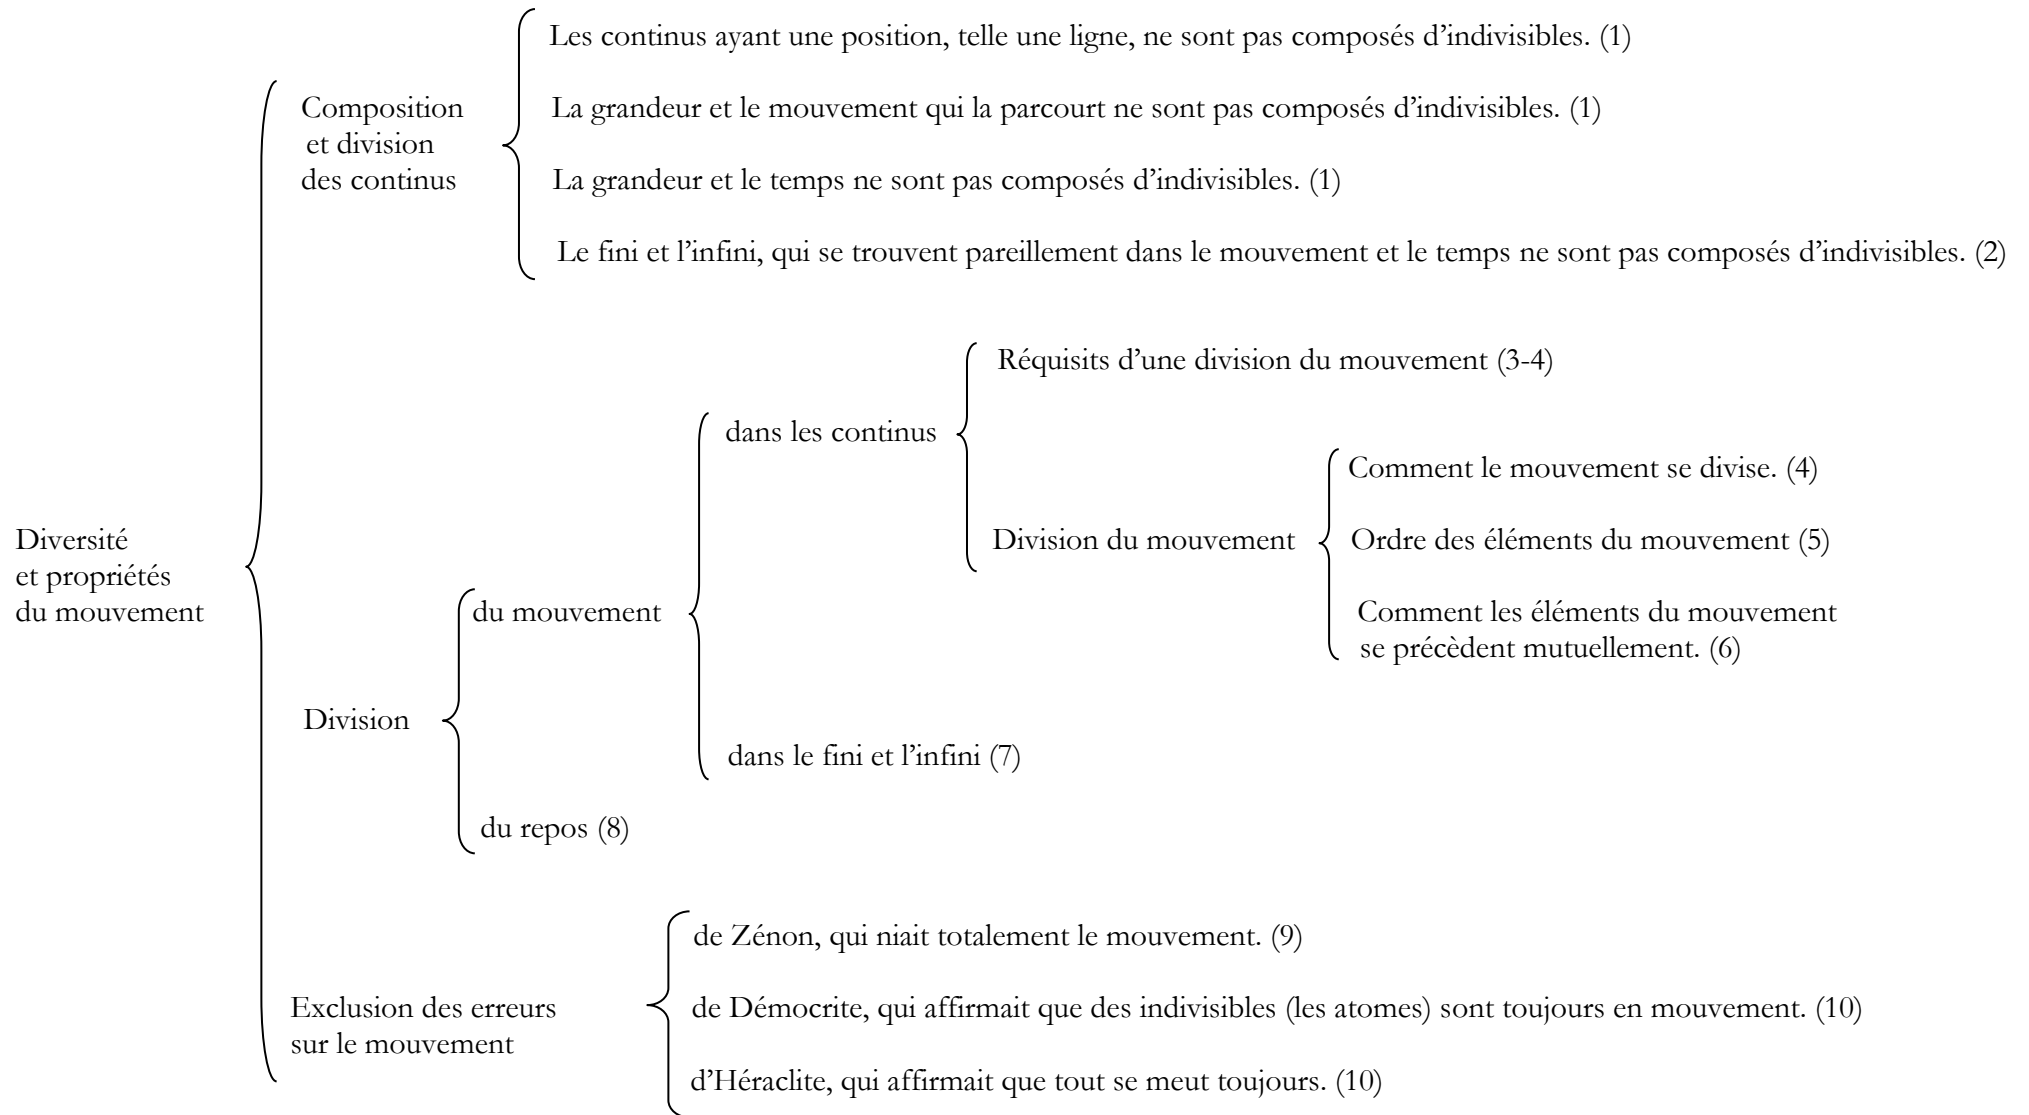 Diversité
et propriétés
du mouvement
Composition
et division
des continus
Les continus ayant une position, telle une ligne, ne sont pas composés d’indivisibles. (1)
La grandeur et le mouvement qui la parcourt ne sont pas composés d’indivisibles. (1)
La grandeur et le temps ne sont pas composés d’indivisibles. (1)
Le fini et l’infini, qui se trouvent pareillement dans le mouvement et le temps ne sont pas composés d’indivisibles. (2)
Division
du mouvement
dans les continus
Réquisits d’une division du mouvement (3-4)
Division du mouvement
Comment le mouvement se divise. (4)
Ordre des éléments du mouvement (5)
Comment les éléments du mouvement
se précèdent mutuellement. (6)
dans le fini et l’infini (7)
du repos (8)
Exclusion des erreurs
sur le mouvement
de Zénon, qui niait totalement le mouvement. (9)
de Démocrite, qui affirmait que des indivisibles (les atomes) sont toujours en mouvement. (10)
d’Héraclite, qui affirmait que tout se meut toujours. (10)